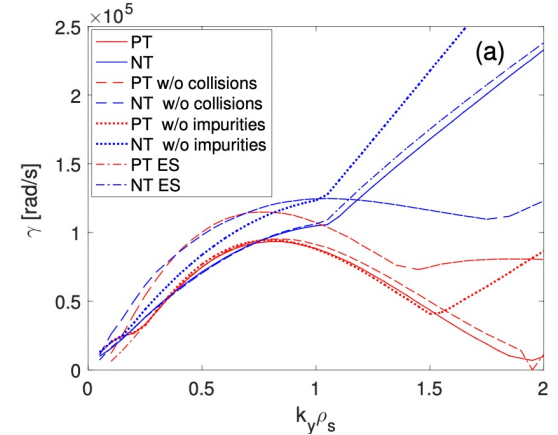 ×10⁵
2.5
2
1.5
1
0.5
0
γ [rad/s]
(a)
PT
NT
PT w/o collisions
NT w/o collisions
PT w/o impurities
NT w/o impurities
PT ES
NT ES
0 0.5 1 1.5 2
kyρs